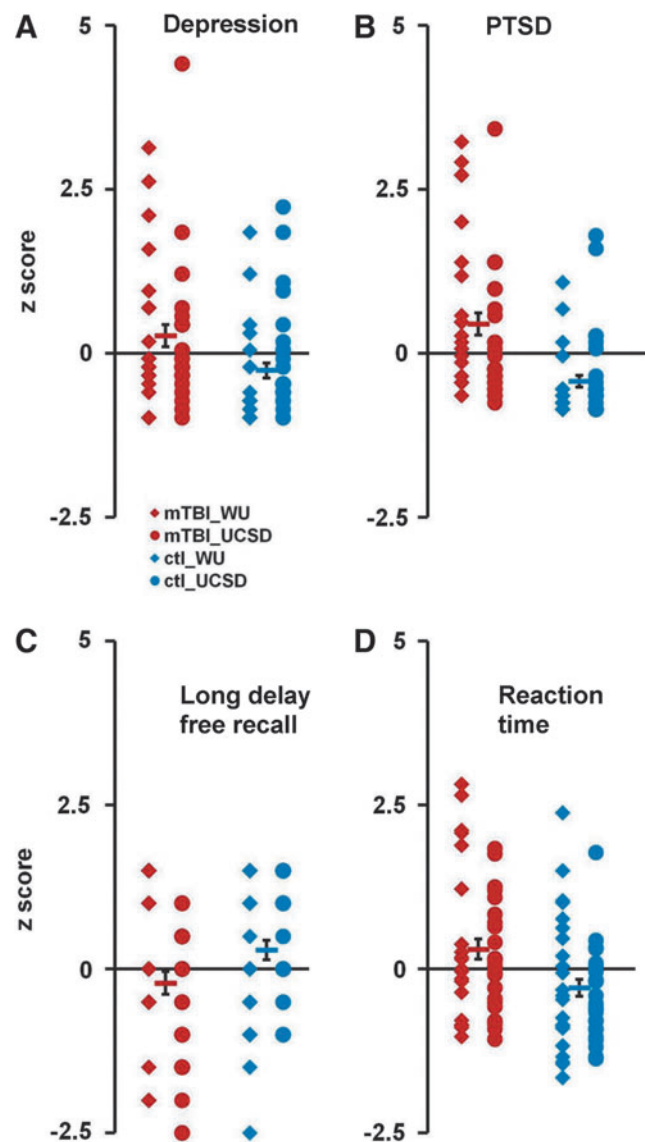 A
Depression
5
2.5
0
-2.5
z score
mTBI_WU
mTBI_UCSD
ctl_WU
ctl_UCSD
B
PTSD
5
2.5
0
-2.5
C
Long delay
free recall
5
2.5
0
-2.5
z score
D
Reaction
time
5
2.5
0
-2.5